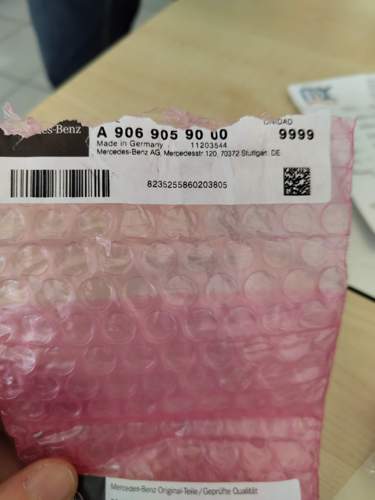 des-Benz
A 906 905 90 00
UNIDAD
9999
Made in Germany 11203544
Mercedes-Benz AG, Mercedesstr 120, 70372 Stuttgart, DE
8235255860203805
Mercedes-Benz Original-Teile / Geprüfte Qualität